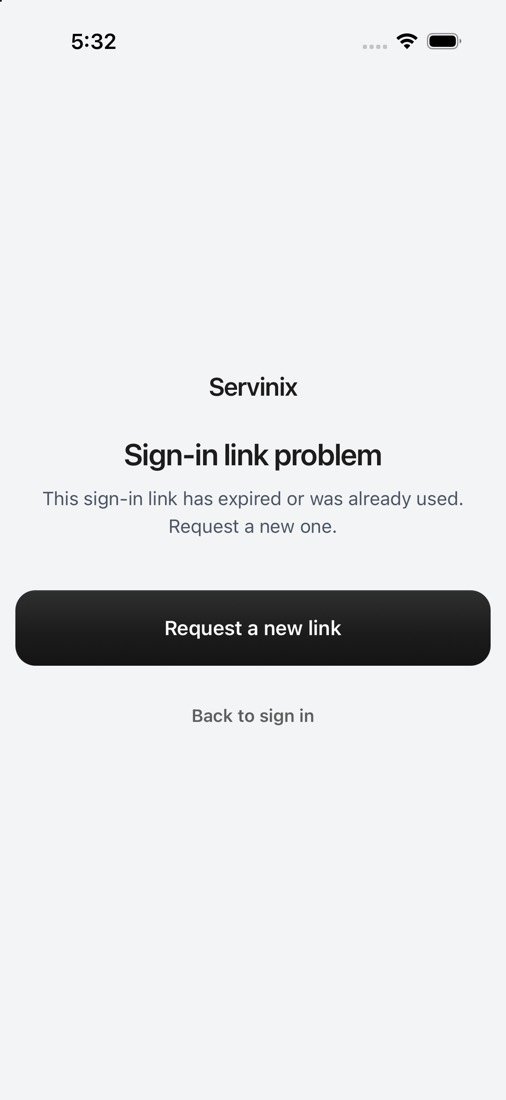 5:32
Servinix
Sign-in link problem
This sign-in link has expired or was already used.
Request a new one.
Request a new link
Back to sign in